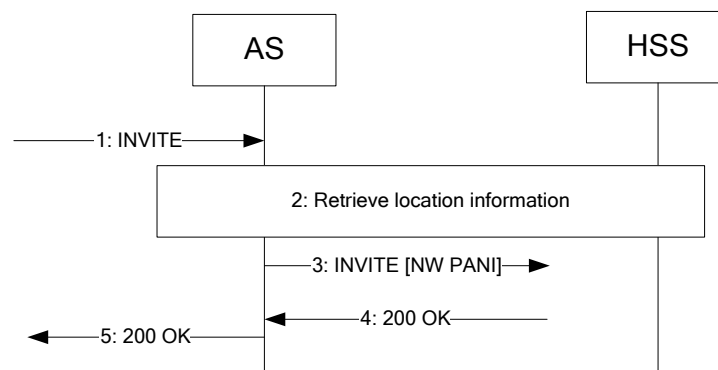 AS
HSS
1: INVITE
2: Retrieve location information
3: INVITE [NW PANI]
4: 200 OK
5: 200 OK